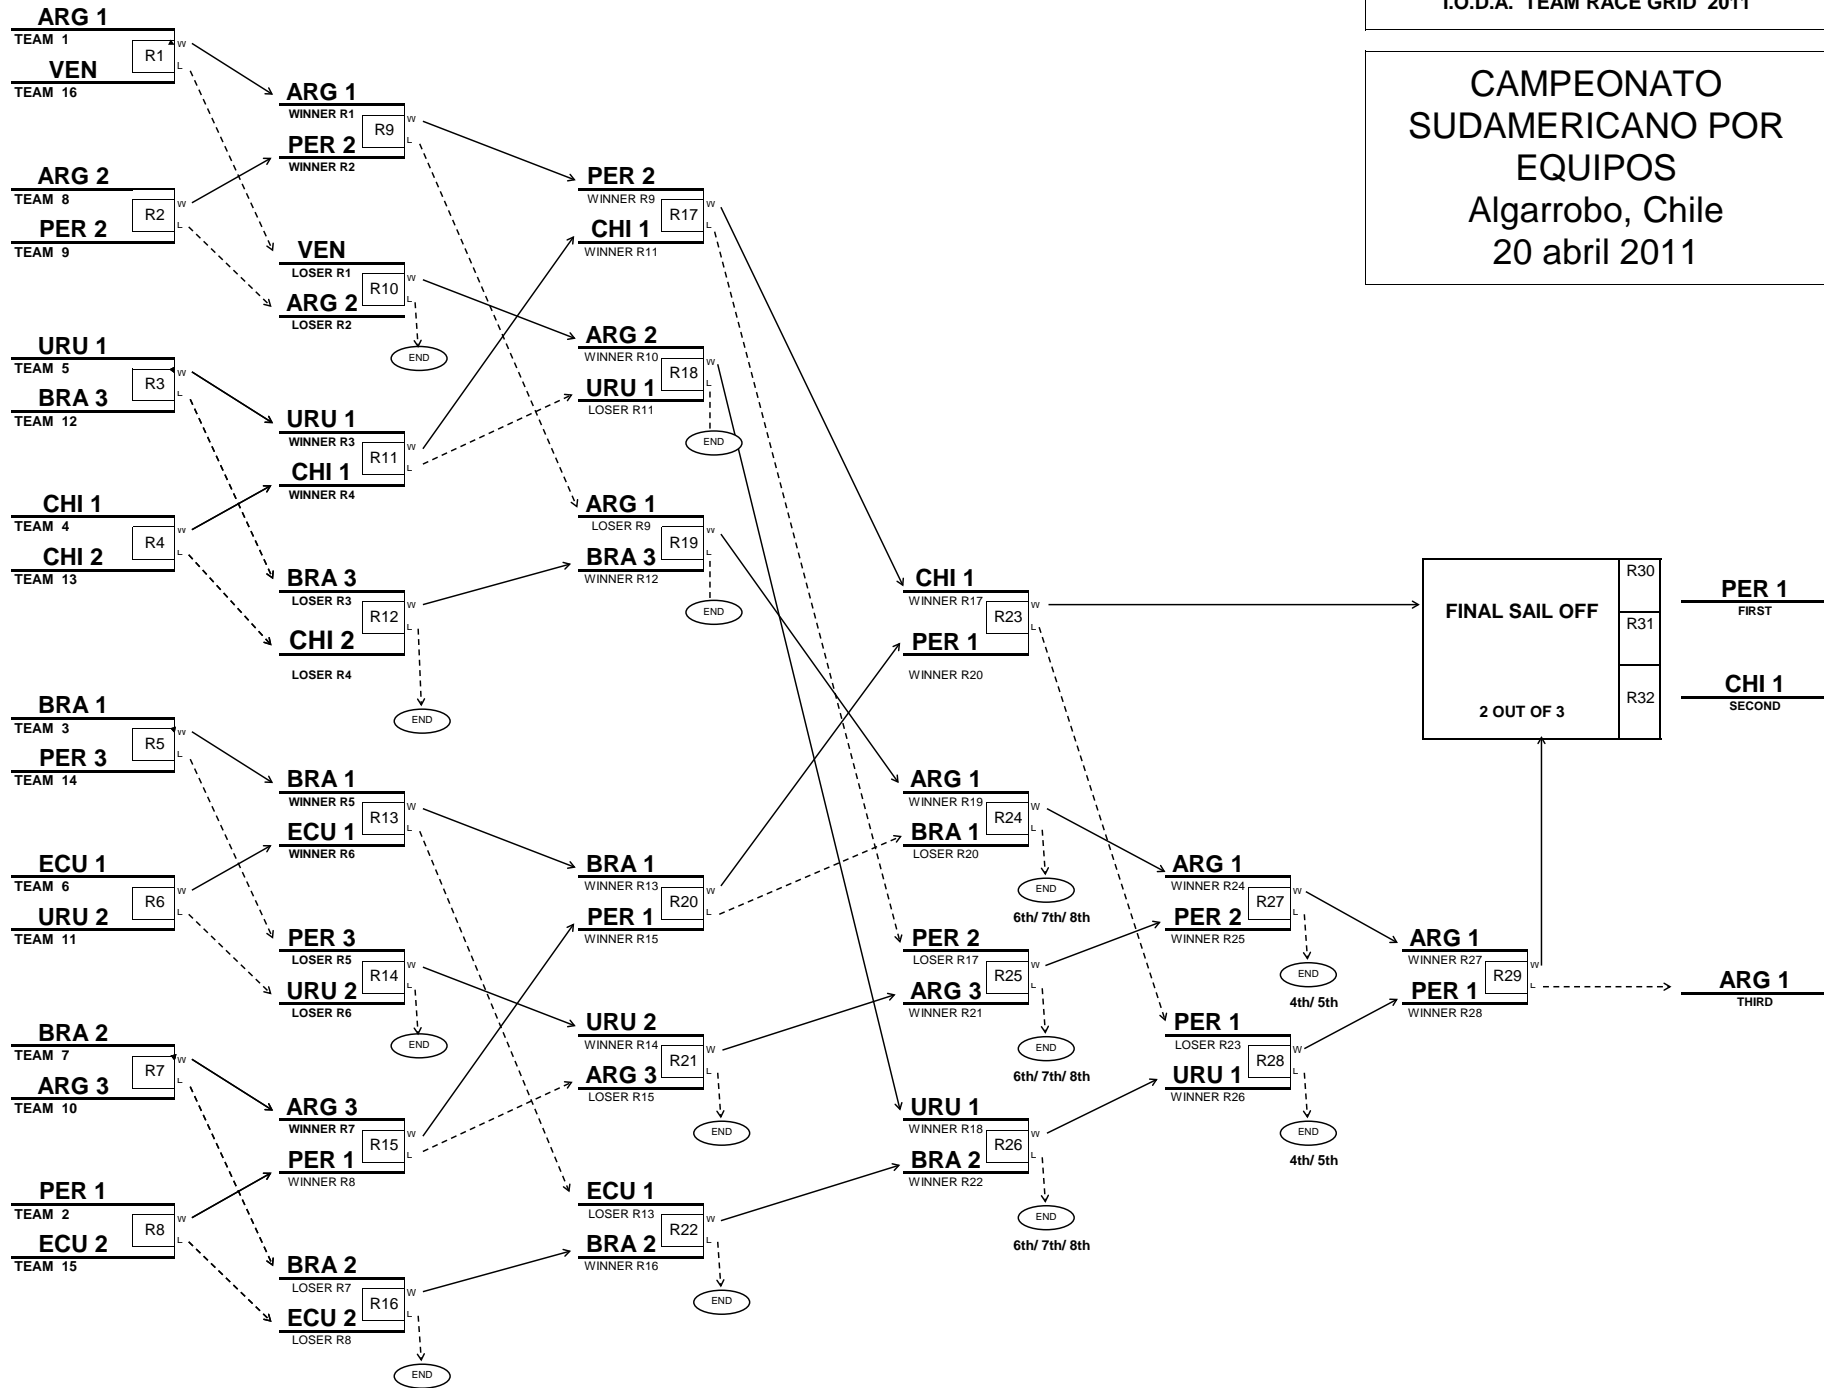 I.O.D.A. TEAM RACE GRID 2011
CAMPEONATO
SUDAMERICANO POR
EQUIPOS
Algarrobo, Chile
20 abril 2011
ARG 1
TEAM 1
R1
W
L
VEN
TEAM 16
ARG 2
TEAM 8
R2
W
L
PER 2
TEAM 9
URU 1
TEAM 5
R3
W
L
BRA 3
TEAM 12
CHI 1
TEAM 4
R4
W
L
CHI 2
TEAM 13
BRA 1
TEAM 3
R5
W
L
PER 3
TEAM 14
ECU 1
TEAM 6
R6
W
L
URU 2
TEAM 11
BRA 2
TEAM 7
R7
W
L
ARG 3
TEAM 10
PER 1
TEAM 2
R8
W
L
ECU 2
TEAM 15
ARG 1
WINNER R1
R9
W
L
PER 2
WINNER R2
VEN
LOSER R1
R10
W
L
ARG 2
LOSER R2
END
URU 1
WINNER R3
R11
W
L
CHI 1
WINNER R4
BRA 3
LOSER R3
R12
W
L
CHI 2
LOSER R4
END
BRA 1
WINNER R5
R13
W
L
ECU 1
WINNER R6
PER 3
LOSER R5
R14
W
L
URU 2
LOSER R6
END
ARG 3
WINNER R7
R15
W
L
PER 1
WINNER R8
BRA 2
LOSER R7
R16
W
L
ECU 2
LOSER R8
END
PER 2
WINNER R9
R17
W
L
CHI 1
WINNER R11
ARG 2
WINNER R10
R18
W
L
URU 1
LOSER R11
END
ARG 1
LOSER R9
R19
W
L
BRA 3
WINNER R12
END
BRA 1
WINNER R13
R20
W
L
PER 1
WINNER R15
URU 2
WINNER R14
R21
W
L
ARG 3
LOSER R15
END
ECU 1
LOSER R13
R22
W
L
BRA 2
WINNER R16
END
CHI 1
WINNER R17
R23
W
L
PER 1
WINNER R20
ARG 1
WINNER R19
R24
W
L
BRA 1
LOSER R20
END
6th/ 7th/ 8th
PER 2
LOSER R17
R25
W
L
ARG 3
WINNER R21
END
6th/ 7th/ 8th
URU 1
WINNER R18
R26
W
L
BRA 2
WINNER R22
END
6th/ 7th/ 8th
ARG 1
WINNER R24
R27
W
L
PER 2
WINNER R25
END
4th/ 5th
PER 1
LOSER R23
R28
W
L
URU 1
WINNER R26
END
4th/ 5th
ARG 1
WINNER R27
R29
W
L
PER 1
WINNER R28
FINAL SAIL OFF
2 OUT OF 3
R30
R31
R32
PER 1
FIRST
CHI 1
SECOND
ARG 1
THIRD